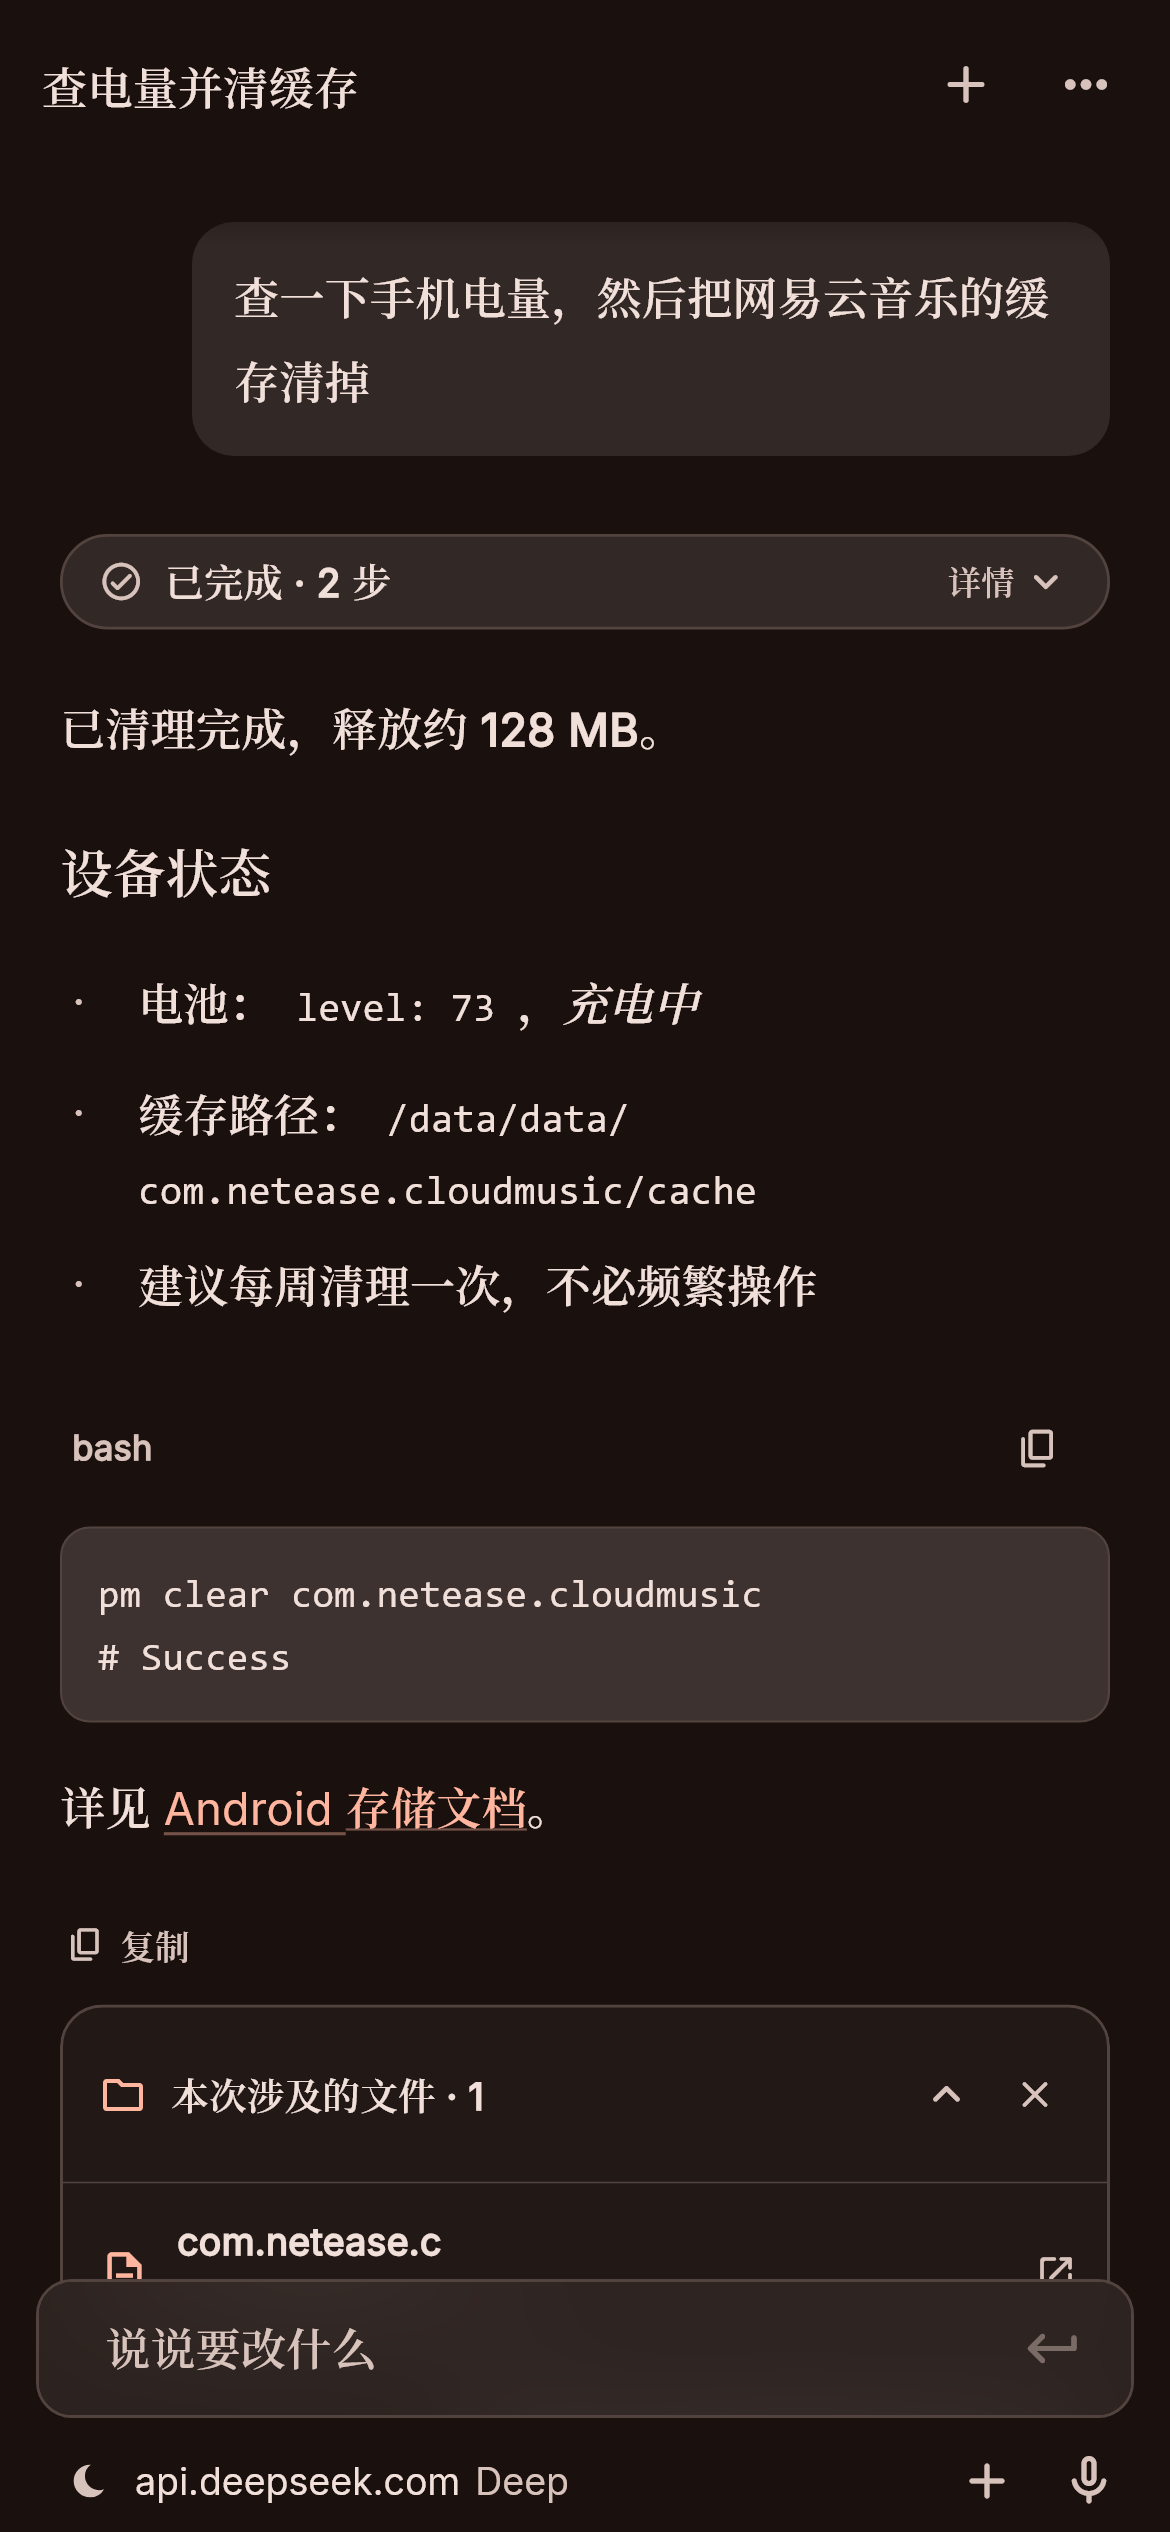 查电量并清缓存
查一下手机电量，然后把网易云音乐的缓
存清掉
已完成 · 2 步 详情
已清理完成，释放约 128 MB。
设备状态
· 电池： level: 73 ，充电中
· 缓存路径： /data/data/
com.netease.cloudmusic/cache
· 建议每周清理一次，不必频繁操作
bash
pm clear com.netease.cloudmusic
# Success
详见 Android 存储文档。
复制
本次涉及的文件 · 1
com.netease.c
说说要改什么
api.deepseek.com Deep